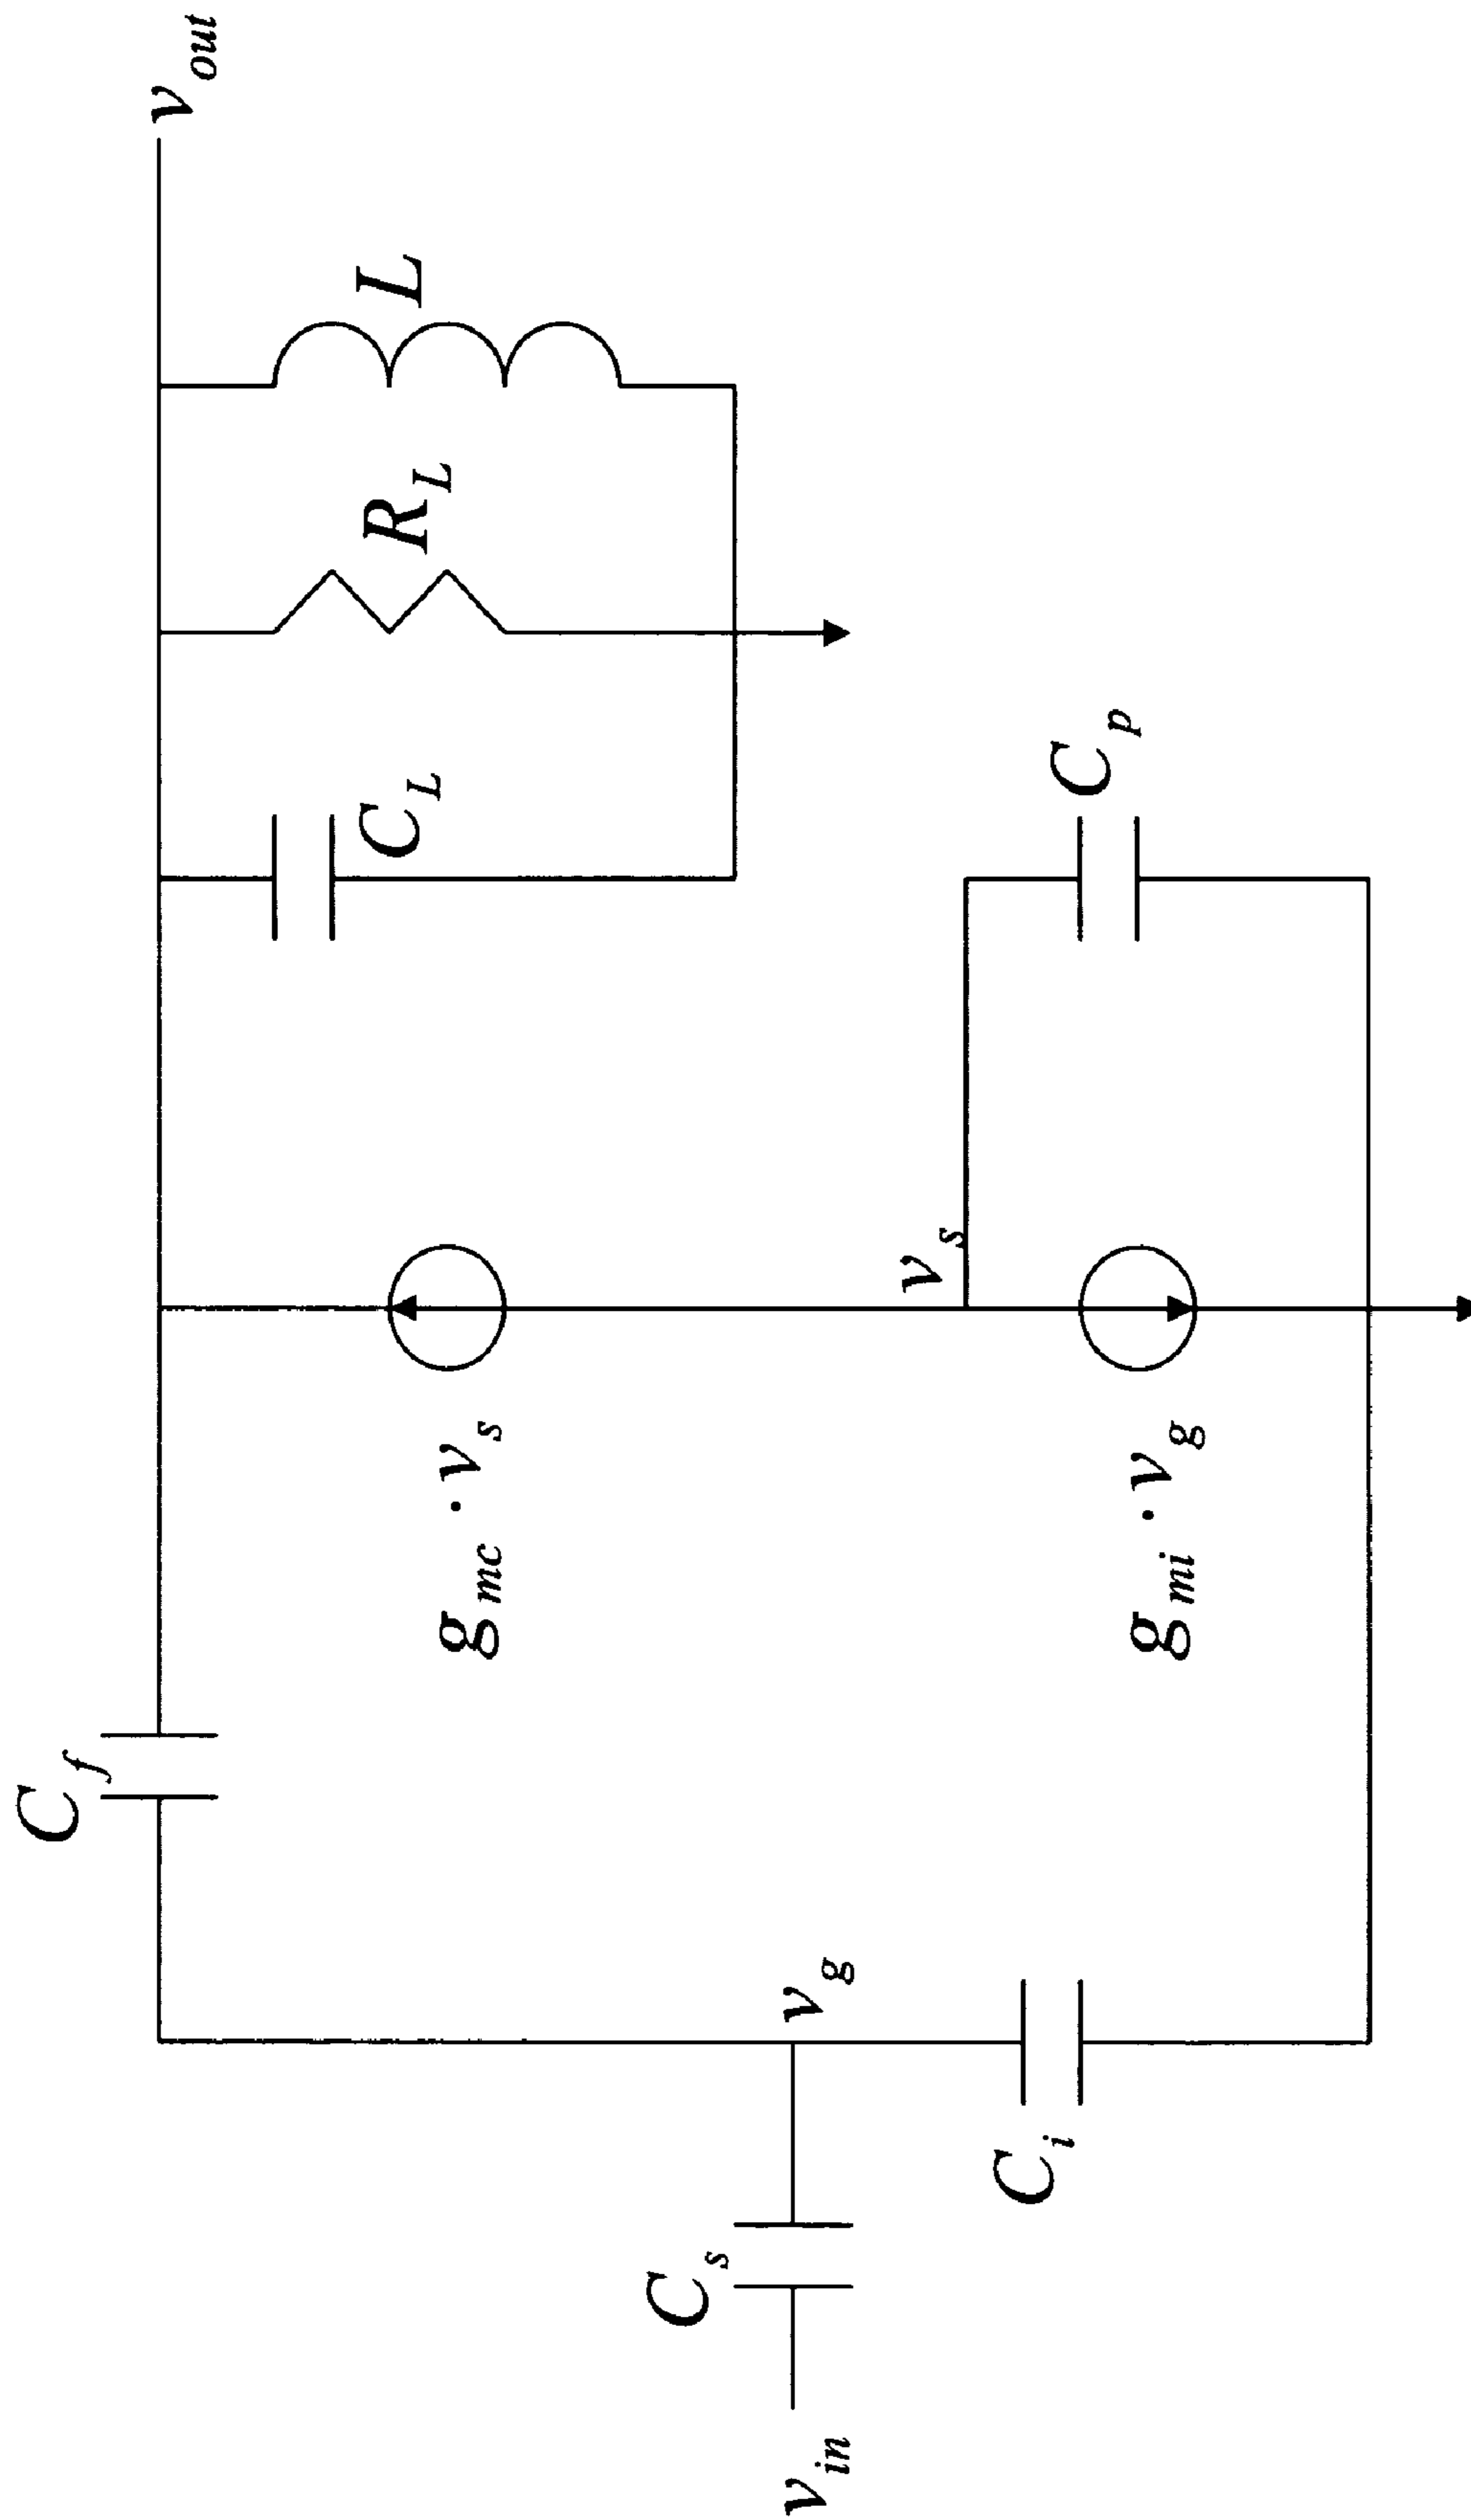 C_f
v_out
C_L
R_L
L
g_mc · v_s
v_in
C_s
v_g
v_s
C_i
g_mi · v_g
C_p